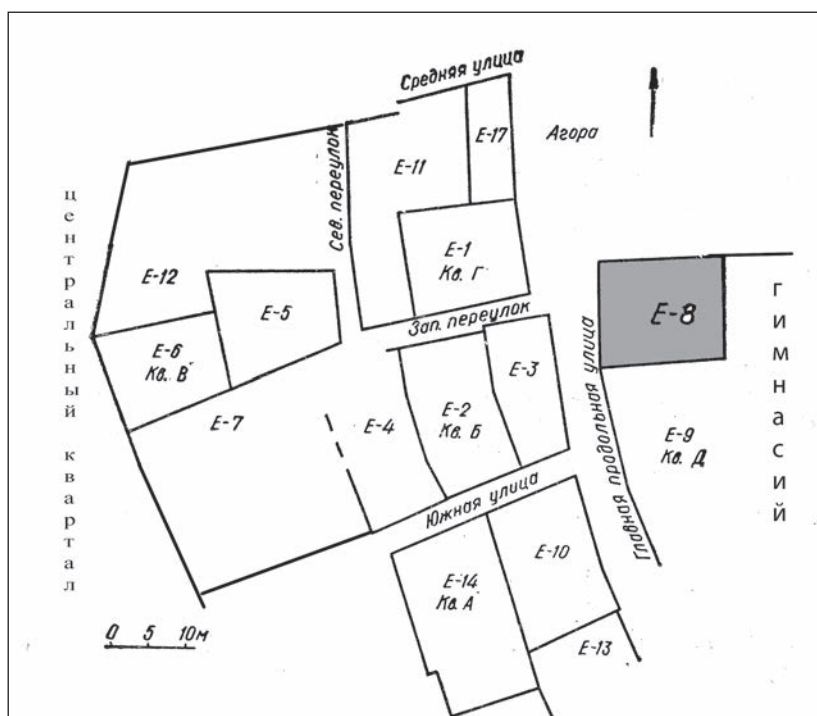 Средняя улица
Агора
Е-17
Е-11
Сев. переулок
Е-1
Кв. Г
центральный квартал
Е-12
Е-5
Зап. переулок
Е-8
гимнасий
Е-6
Кв. В
Е-3
Е-7
Е-4
Е-2
Кв. Б
Главная продольная улица
Е-9
Кв. Д
Южная улица
Е-10
Е-14
Кв. А
Е-13
0 5 10 м